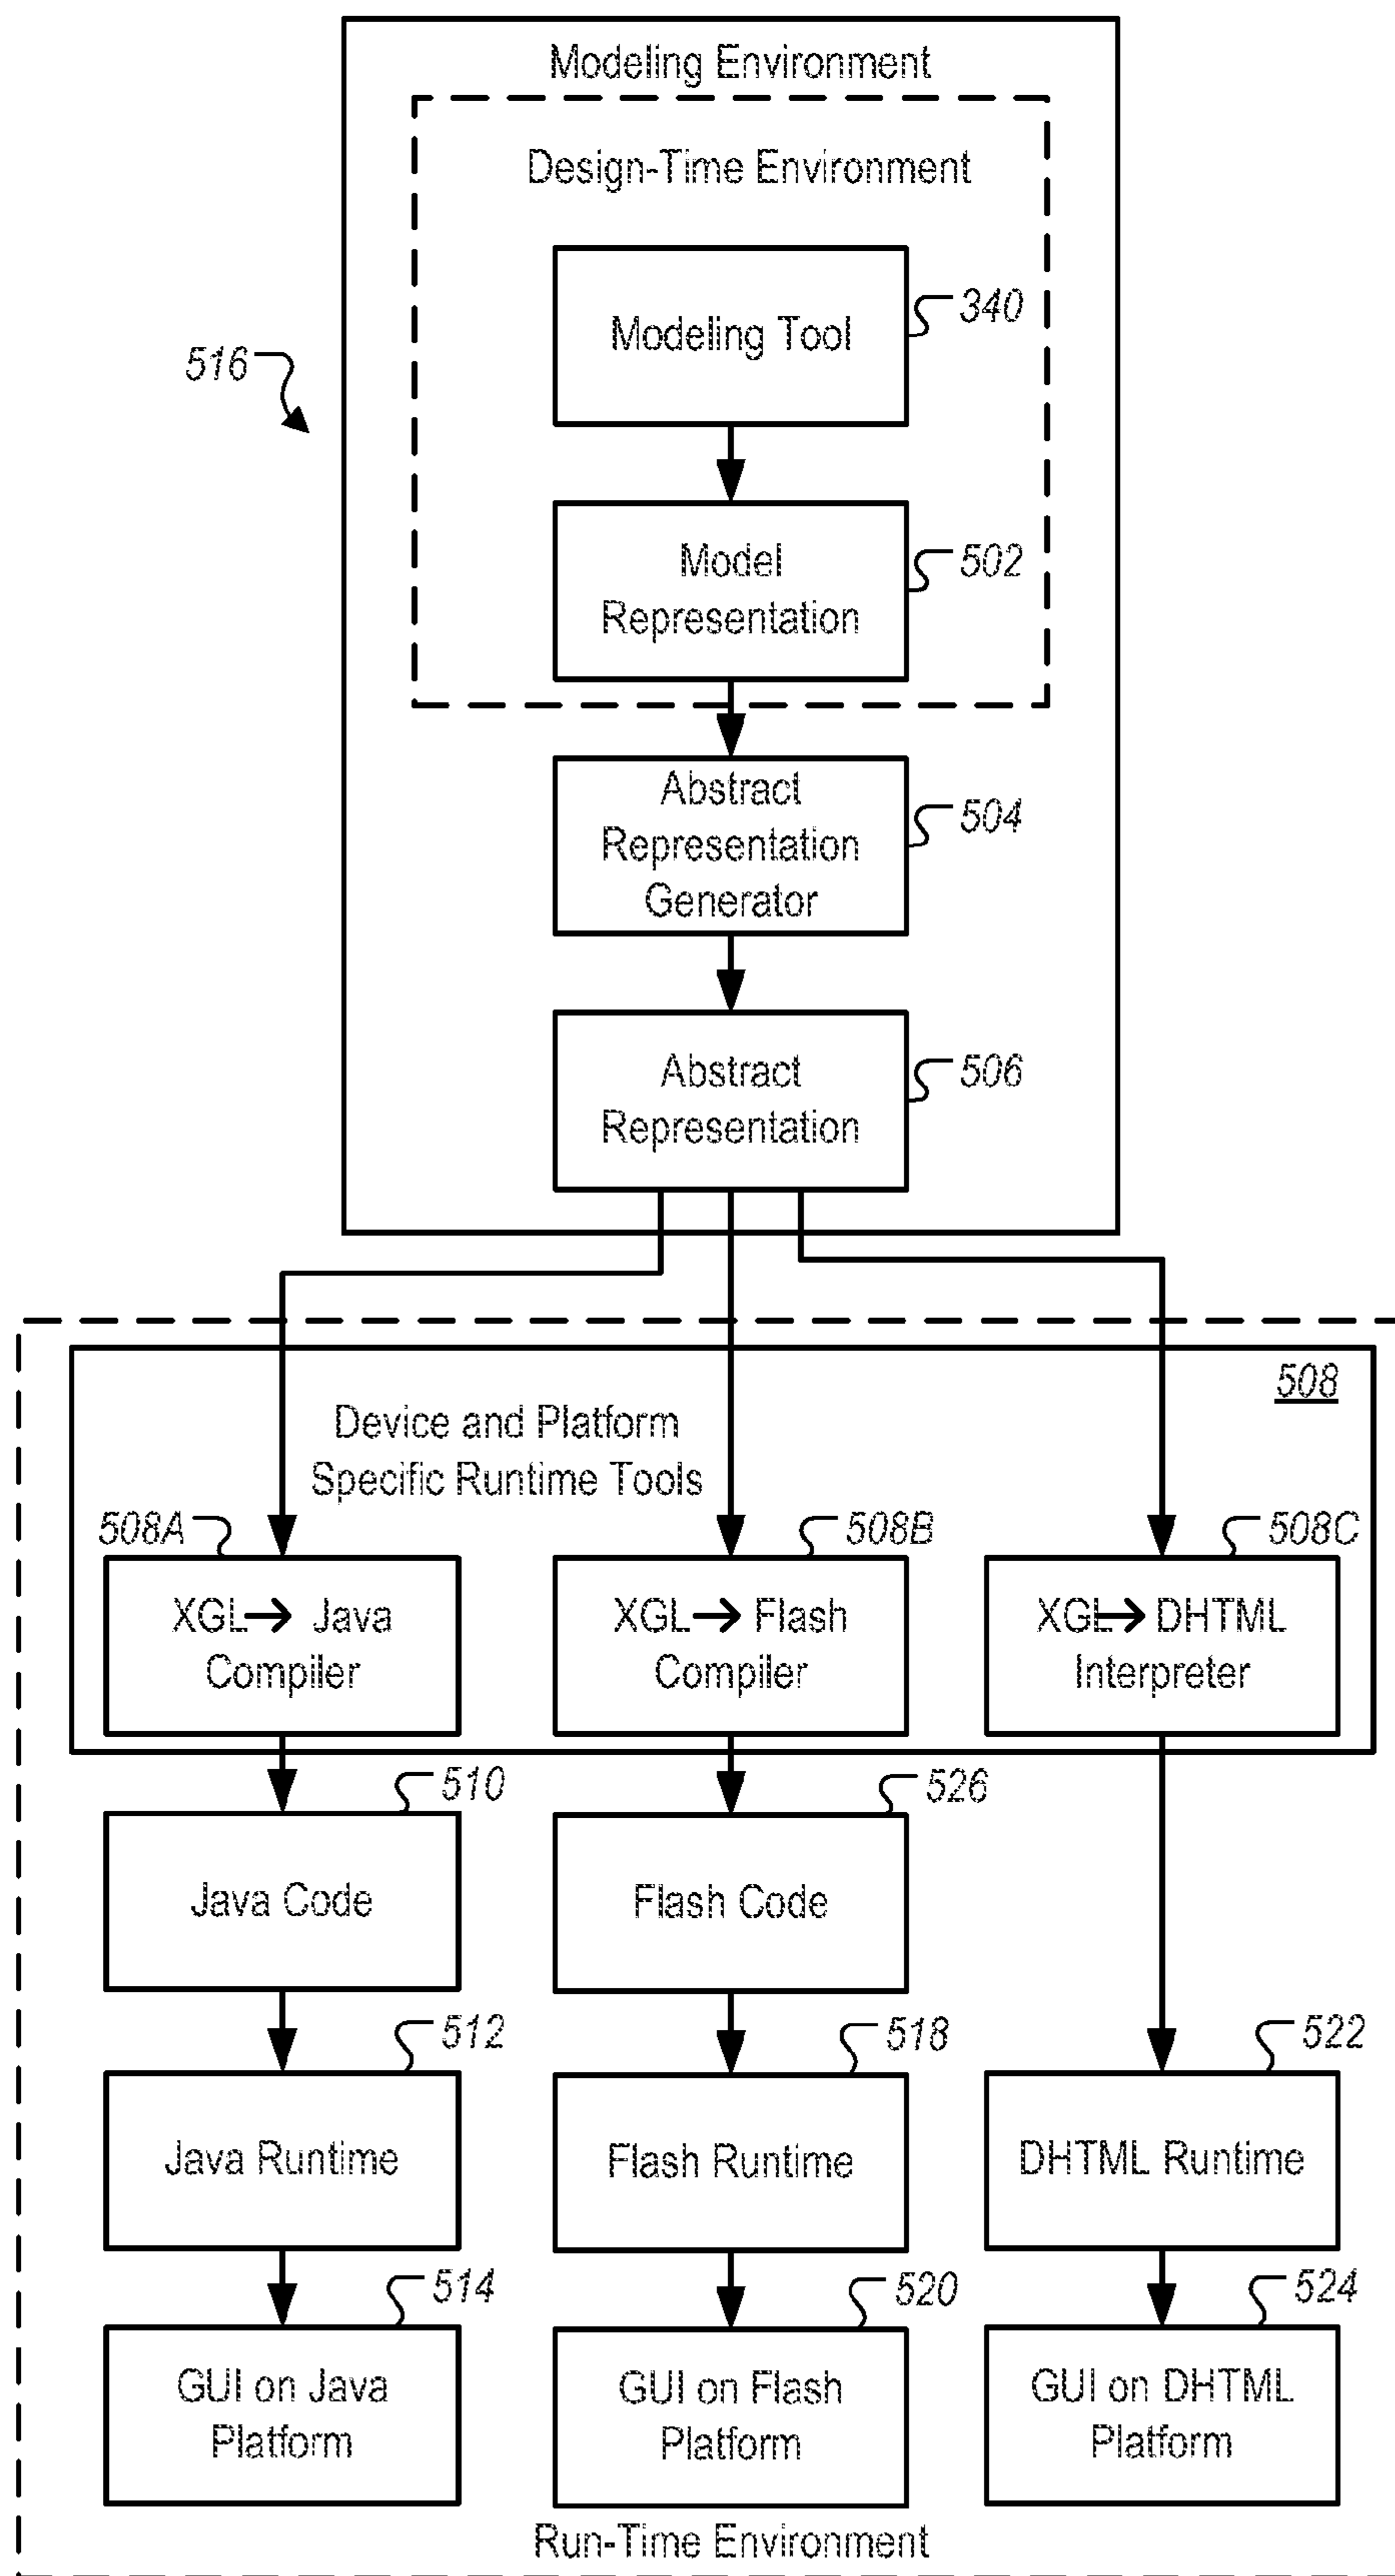 Modeling Environment
Design-Time Environment
Modeling Tool
340
516
Model
Representation
502
Abstract
Representation
Generator
504
Abstract
Representation
506
508
Device and Platform
Specific Runtime Tools
508A
508B
508C
XGL→ Java
Compiler
XGL→ Flash
Compiler
XGL→ DHTML
Interpreter
510
526
Java Code
Flash Code
512
518
522
Java Runtime
Flash Runtime
DHTML Runtime
514
520
524
GUI on Java
Platform
GUI on Flash
Platform
GUI on DHTML
Platform
Run-Time Environment